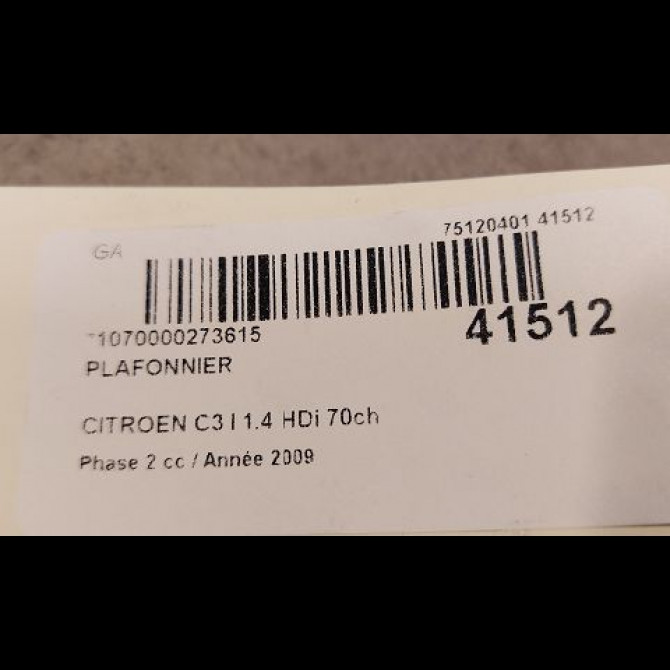 75120401 41512
GA
1070000273615
41512
PLAFONNIER
CITROEN C3 I 1.4 HDi 70ch
Phase 2 cc / Année 2009